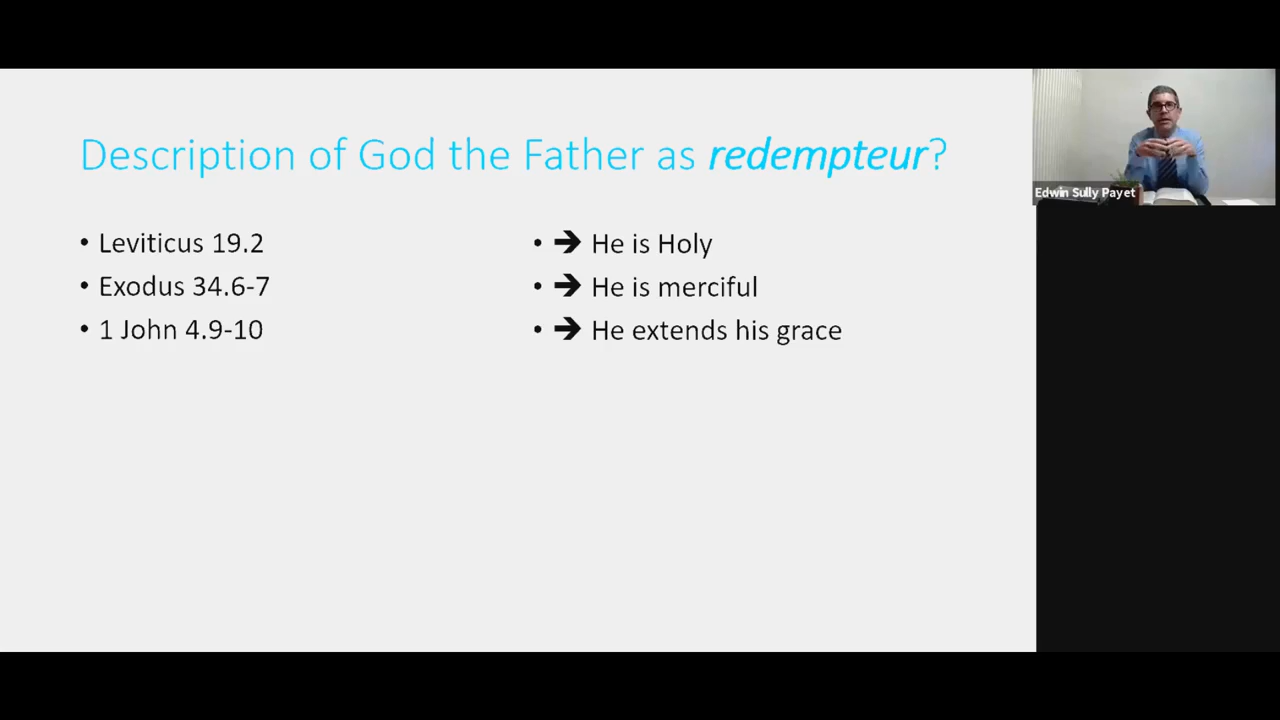 Description of God the Father as redempteur?
• Leviticus 19.2
• Exodus 34.6-7
• 1 John 4.9-10
• ➔ He is Holy
• ➔ He is merciful
• ➔ He extends his grace
Edwin Sully Payet